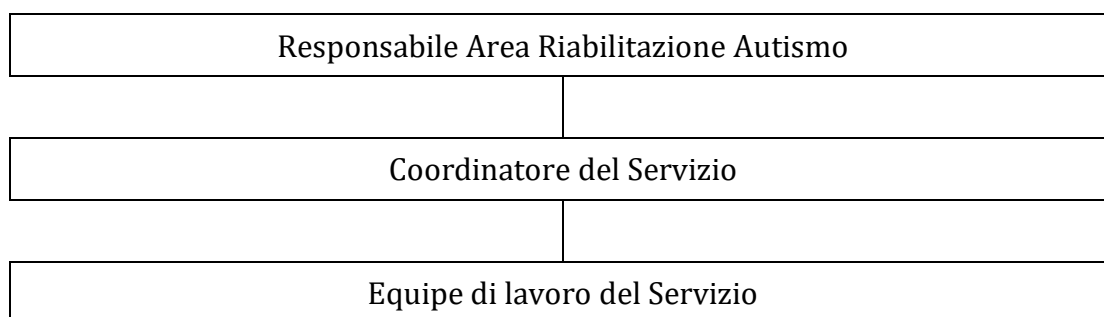 Responsabile Area Riabilitazione Autismo
Coordinatore del Servizio
Equipe di lavoro del Servizio